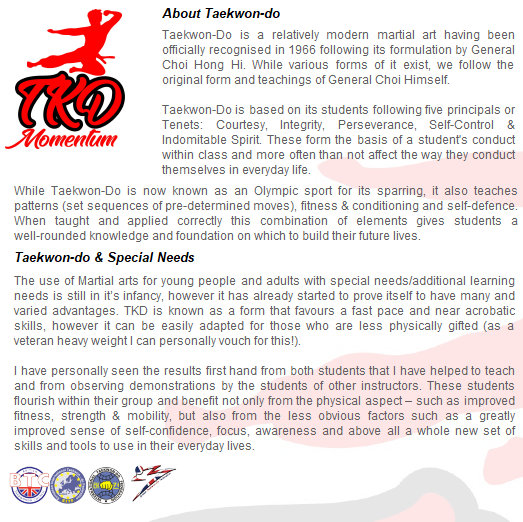 About Taekwon-do
Taekwon-Do is a relatively modern martial art having been
officially recognised in 1966 following its formulation by General
Choi Hong Hi. While various forms of it exist, we follow the
original form and teachings of General Choi Himself.
TKD
Momentum
Taekwon-Do is based on its students following five principals or
Tenets: Courtesy, Integrity, Perseverance, Self-Control &
Indomitable Spirit. These form the basis of a student's conduct
within class and more often than not affect the way they conduct
themselves in everyday life.
While Taekwon-Do is now known as an Olympic sport for its sparring, it also teaches
patterns (set sequences of pre-determined moves), fitness & conditioning and self-defence.
When taught and applied correctly this combination of elements gives students a
well-rounded knowledge and foundation on which to build their future lives.
Taekwon-do & Special Needs
The use of Martial arts for young people and adults with special needs/additional learning
needs is still in it's infancy, however it has already started to prove itself to have many and
varied advantages. TKD is known as a form that favours a fast pace and near acrobatic
skills, however it can be easily adapted for those who are less physically gifted (as a
veteran heavy weight I can personally vouch for this!).
I have personally seen the results first hand from both students that I have helped to teach
and from observing demonstrations by the students of other instructors. These students
flourish within their group and benefit not only from the physical aspect – such as improved
fitness, strength & mobility, but also from the less obvious factors such as a greatly
improved sense of self-confidence, focus, awareness and above all a whole new set of
skills and tools to use in their everyday lives.
BTC